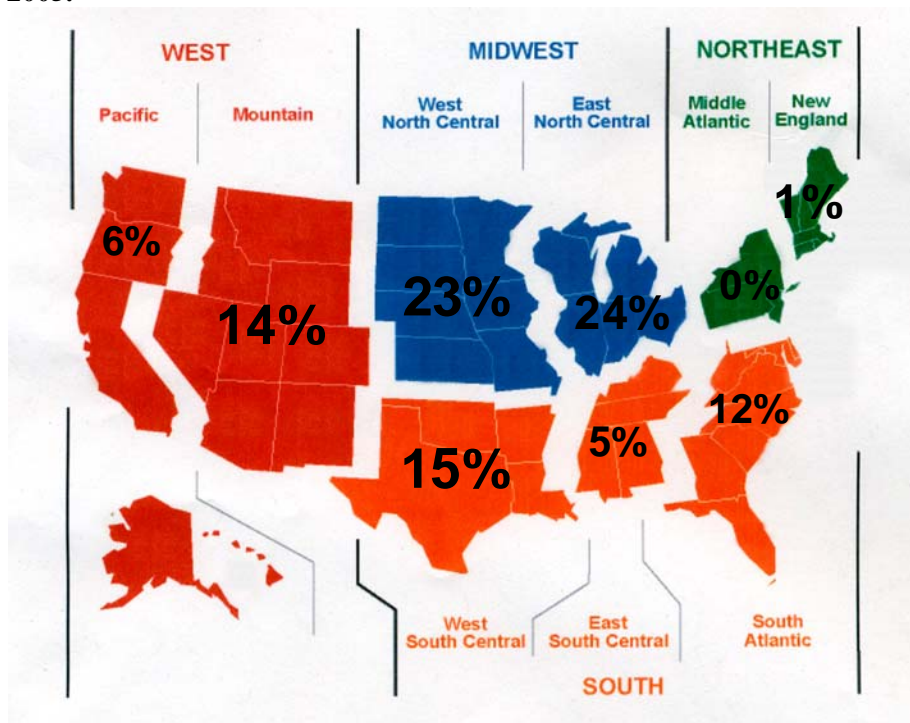 WEST
MIDWEST
NORTHEAST
Pacific
Mountain
West
North Central
East
North Central
Middle
Atlantic
New
England
1%
6%
0%
23%
14%
24%
12%
5%
15%
West
South Central
East
South Central
South
Atlantic
SOUTH